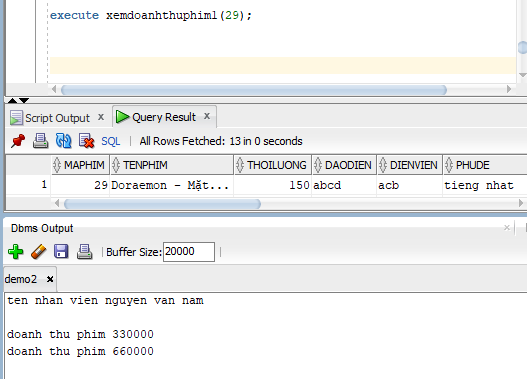 execute xemdoanhthuphim1(29);
Script Output x Query Result x
SQL | All Rows Fetched: 13 in 0 seconds
MAPHIM TENPHIM THOILUONG DAODIEN DIENVIEN PHUDE
1 29 Doraemon - Mặt... 150 abcd acb tieng nhat
Dbms Output
Buffer Size: 20000
demo2 x
ten nhan vien nguyen van nam
doanh thu phim 330000
doanh thu phim 660000